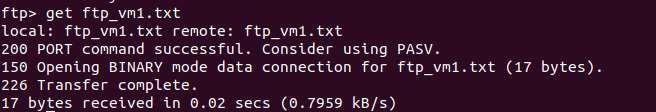 ftp> get ftp_vm1.txt
local: ftp_vm1.txt remote: ftp_vm1.txt
200 PORT command successful. Consider using PASV.
150 Opening BINARY mode data connection for ftp_vm1.txt (17 bytes).
226 Transfer complete.
17 bytes received in 0.02 secs (0.7959 kB/s)